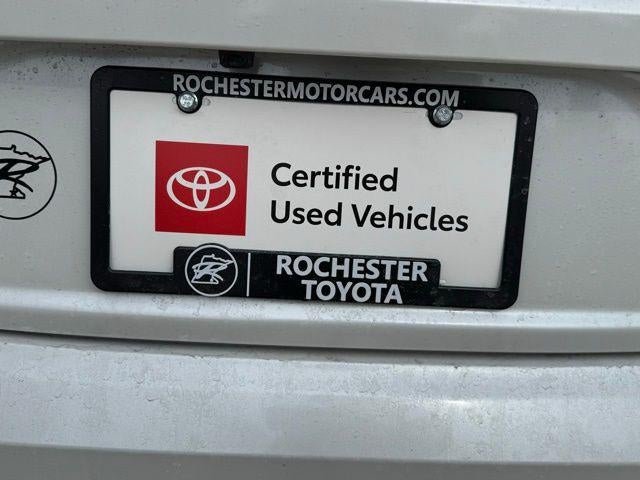 ROCHESTERMOTORCARS.COM
Certified
Used Vehicles
R
ROCHESTER
TOYOTA